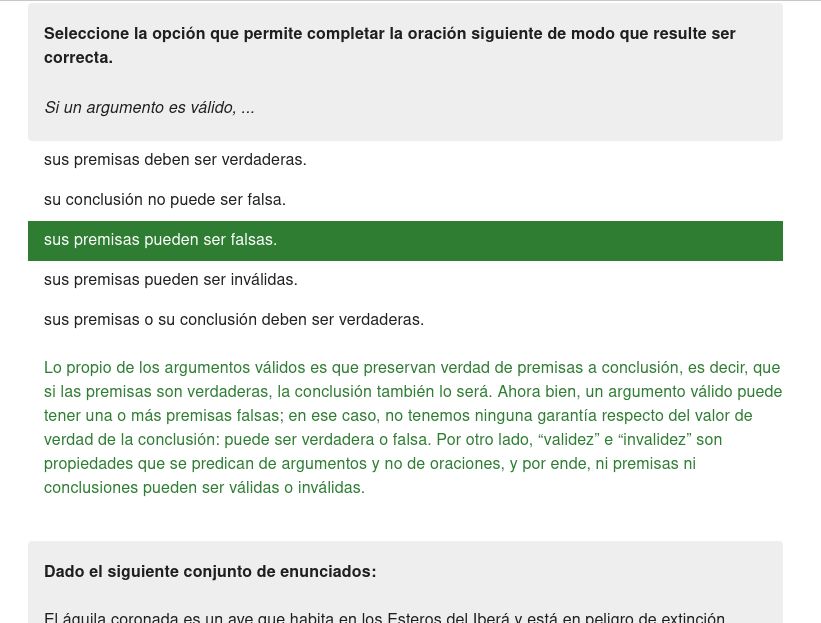 Seleccione la opción que permite completar la oración siguiente de modo que resulte ser
correcta.
Si un argumento es válido, ...
sus premisas deben ser verdaderas.
su conclusión no puede ser falsa.
sus premisas pueden ser falsas.
sus premisas pueden ser inválidas.
sus premisas o su conclusión deben ser verdaderas.
Lo propio de los argumentos válidos es que preservan verdad de premisas a conclusión, es decir, que
si las premisas son verdaderas, la conclusión también lo será. Ahora bien, un argumento válido puede
tener una o más premisas falsas; en ese caso, no tenemos ninguna garantía respecto del valor de
verdad de la conclusión: puede ser verdadera o falsa. Por otro lado, “validez” e “invalidez” son
propiedades que se predican de argumentos y no de oraciones, y por ende, ni premisas ni
conclusiones pueden ser válidas o inválidas.
Dado el siguiente conjunto de enunciados:
El águila coronada es un ave que habita en los Esteros del Iberá y está en peligro de extinción.